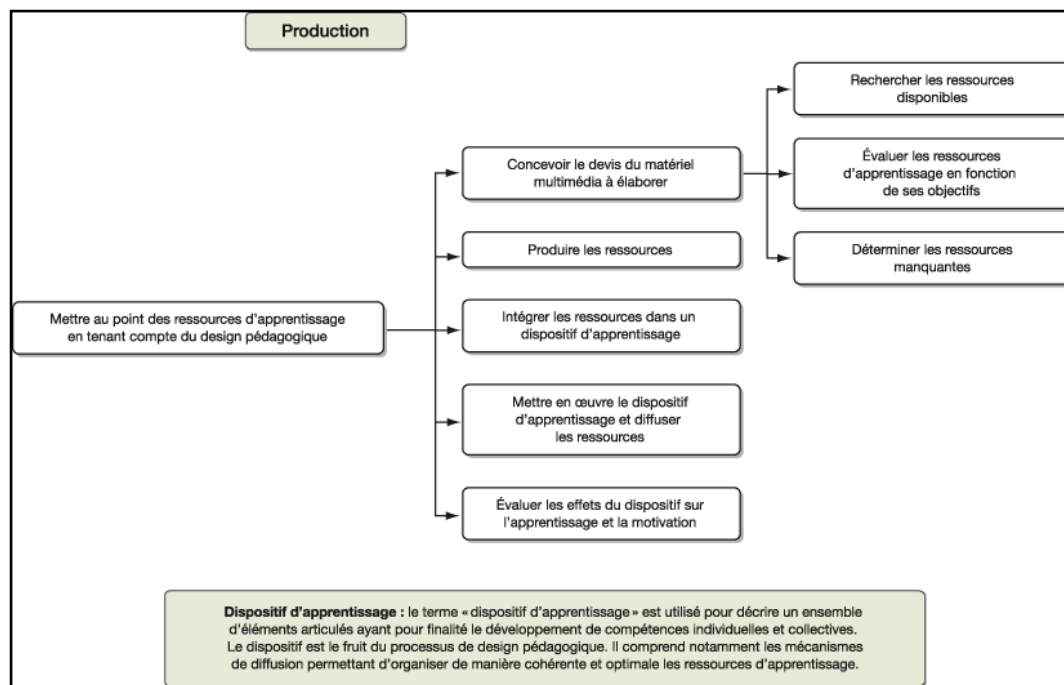 Production
Rechercher les ressources
disponibles
Concevoir le devis du matériel
multimédia à élaborer
Évaluer les ressources
d'apprentissage en fonction
de ses objectifs
Produire les ressources
Déterminer les ressources
manquantes
Mettre au point des ressources d'apprentissage
en tenant compte du design pédagogique
Intégrer les ressources dans un
dispositif d'apprentissage
Mettre en œuvre le dispositif
d'apprentissage et diffuser
les ressources
Évaluer les effets du dispositif sur
l'apprentissage et la motivation
Dispositif d'apprentissage : le terme « dispositif d'apprentissage » est utilisé pour décrire un ensemble
d'éléments articulés ayant pour finalité le développement de compétences individuelles et collectives.
Le dispositif est le fruit du processus de design pédagogique. Il comprend notamment les mécanismes
de diffusion permettant d'organiser de manière cohérente et optimale les ressources d'apprentissage.